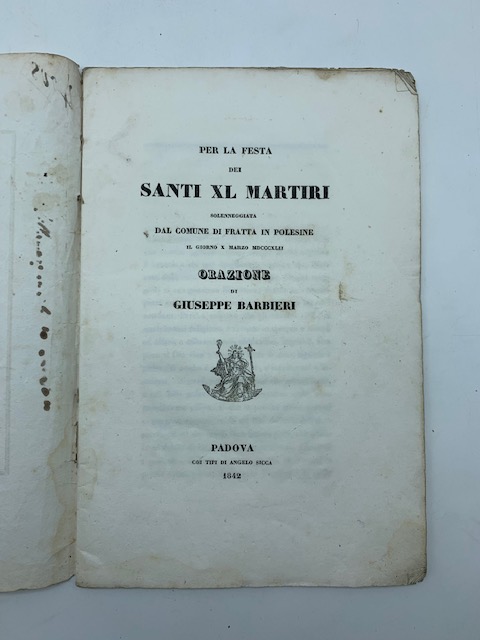 PER LA FESTA
DEI
SANTI XL MARTIRI
SOLENNEGGIATA
DAL COMUNE DI FRATTA IN POLESINE
IL GIORNO X MARZO MDCCCXLII
ORAZIONE
DI
GIUSEPPE BARBIERI
PADOVA
COI TIPI DI ANGELO SICCA
1842